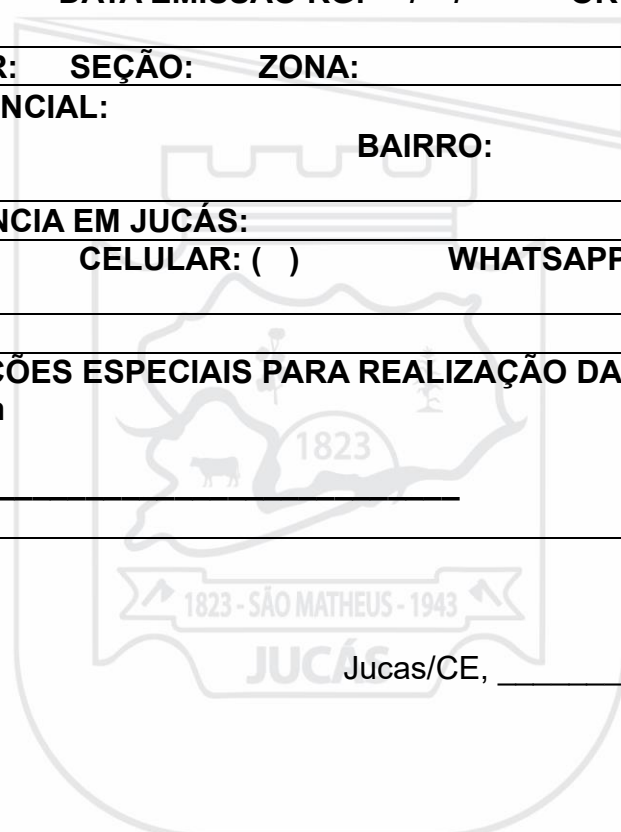 DATA EMISSÃO RG: / /
R: SEÇÃO: ZONA:
NCIAL:
BAIRRO:
NCIA EM JUCÁS:
CELULAR: ( ) WHATSAPP
ÇÕES ESPECIAIS PARA REALIZAÇÃO DA
1823
1823 - SÃO MATHEUS - 1943
JUCÁS
Jucas/CE, ________